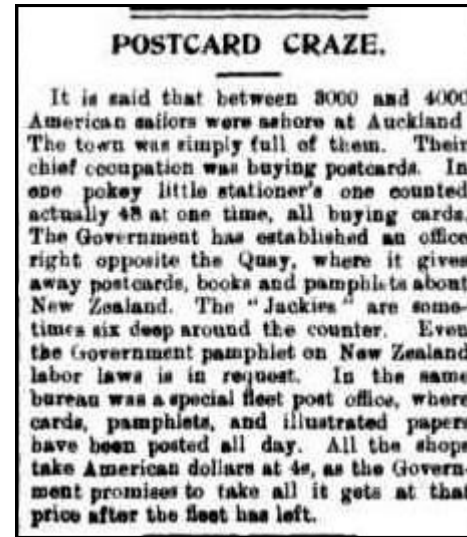 POSTCARD CRAZE.
It is said that between 3000 and 4000
American sailors were ashore at Auckland
The town was simply full of them. Their
chief occupation was buying postcards. In
one pokey little stationer's one counted
actually 48 at one time, all buying cards.
The Government has established an office
right opposite the Quay, where it gives
away postcards, books and pamphlets about
New Zealand. The "Jackies" are some-
times six deep around the counter. Even
the Government pamphlet on New Zealand
labor laws is in request. In the same
bureau was a special fleet post office, where
cards, pamphlets, and illustrated papers
have been posted all day. All the shops
take American dollars at 4s, as the Govern-
ment promises to take all it gets at that
price after the fleet has left.